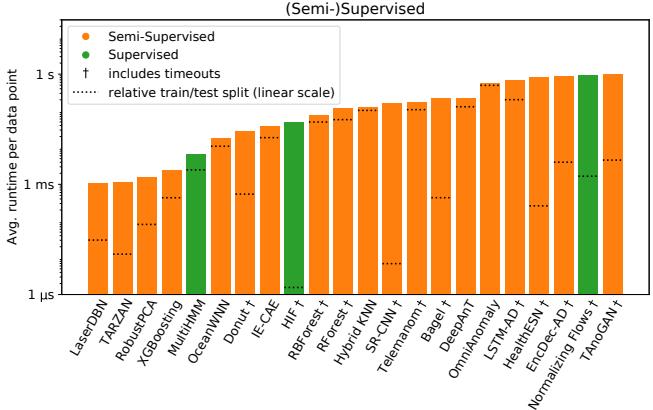 (Semi-)Supervised
Semi-Supervised
Supervised
† includes timeouts
relative train/test split (linear scale)
Avg. runtime per data point
1 s
1 ms
1 µs
LaserDBN
TARZAN
RobustPCA
XGBoosting
MultiHMM
OceanWNN
Donut †
IE-CAE
HIF †
RBForest †
RForest †
Hybrid KNN
SR-CNN †
Telemanom †
Bagel †
DeepAnT
OmniAnomaly
LSTM-AD †
HealthESN †
EncDec-AD †
Normalizing Flows †
TAnoGAN †